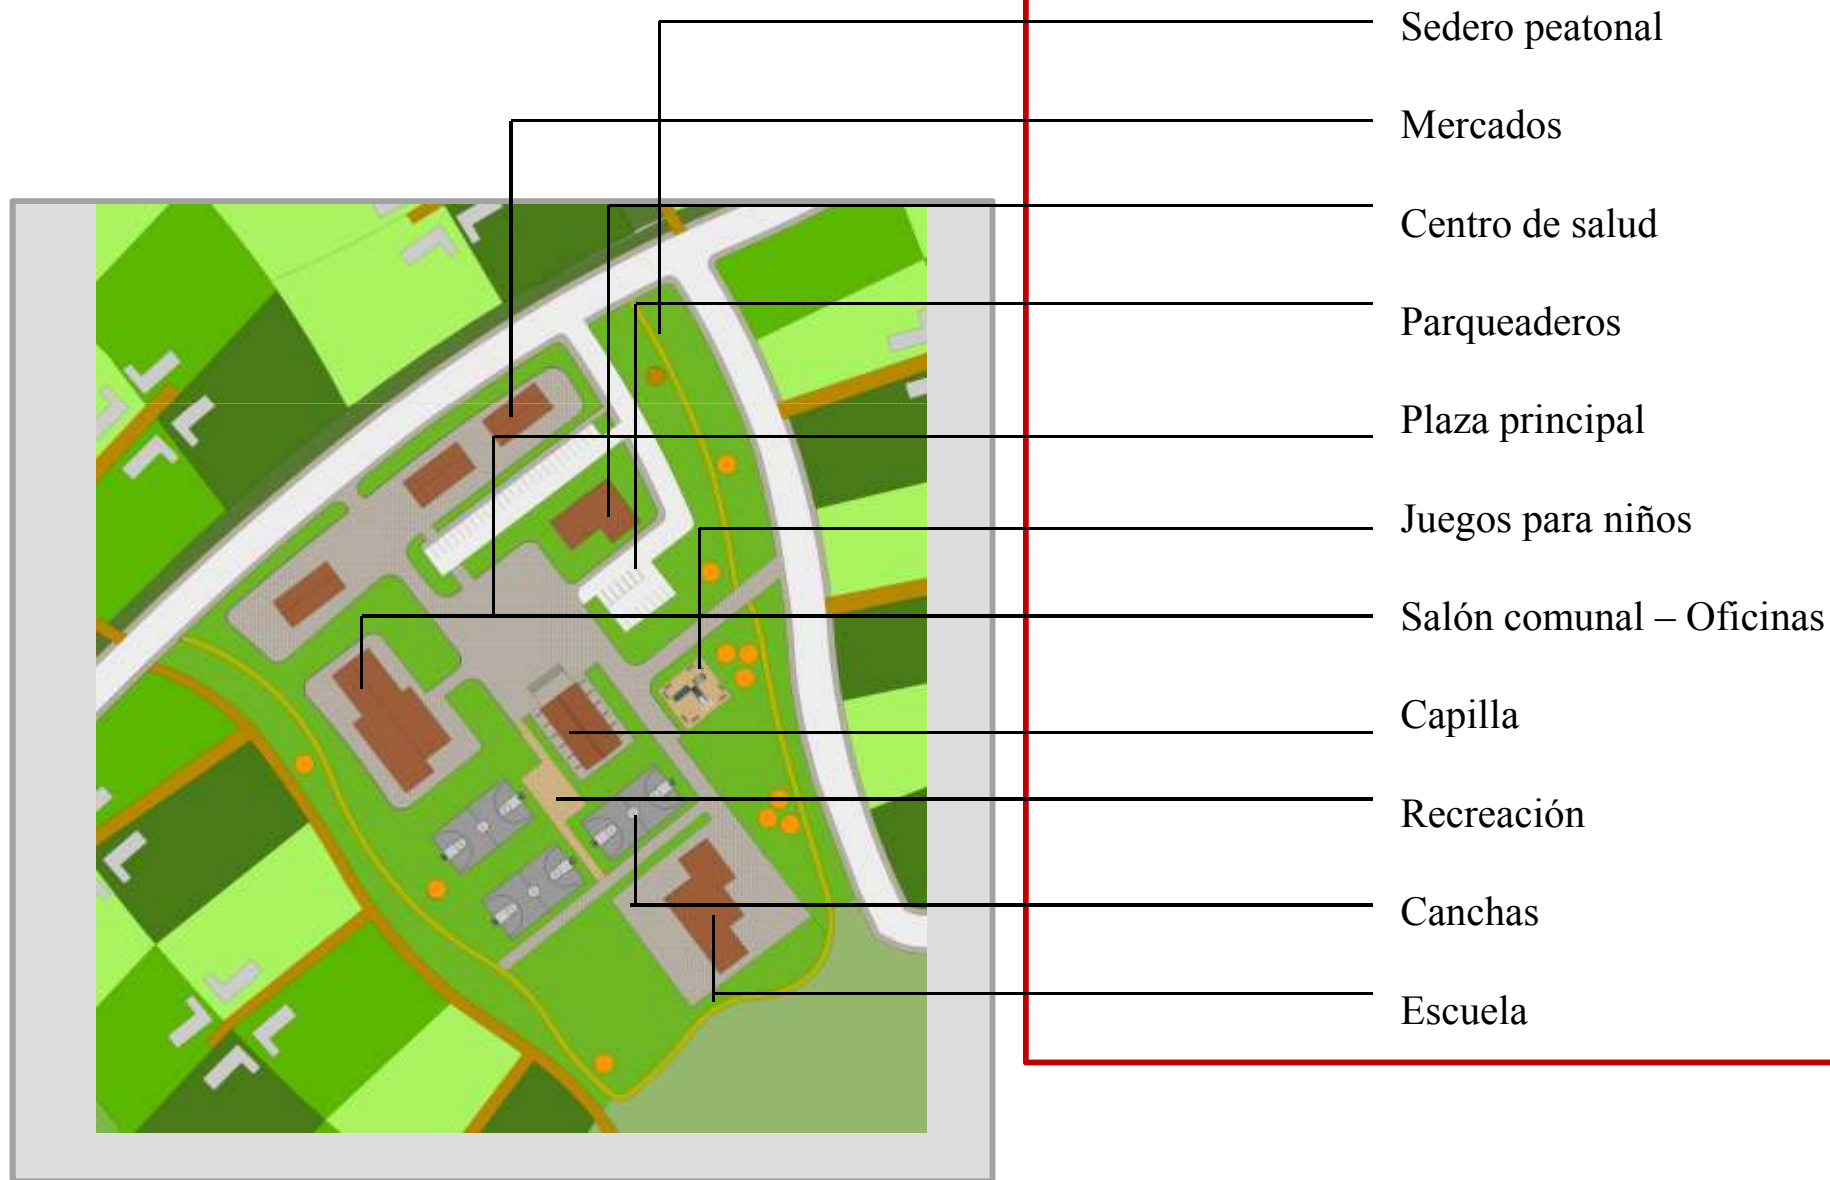 Sedero peatonal
Mercados
Centro de salud
Parqueaderos
Plaza principal
Juegos para niños
Salón comunal – Oficinas
Capilla
Recreación
Canchas
Escuela